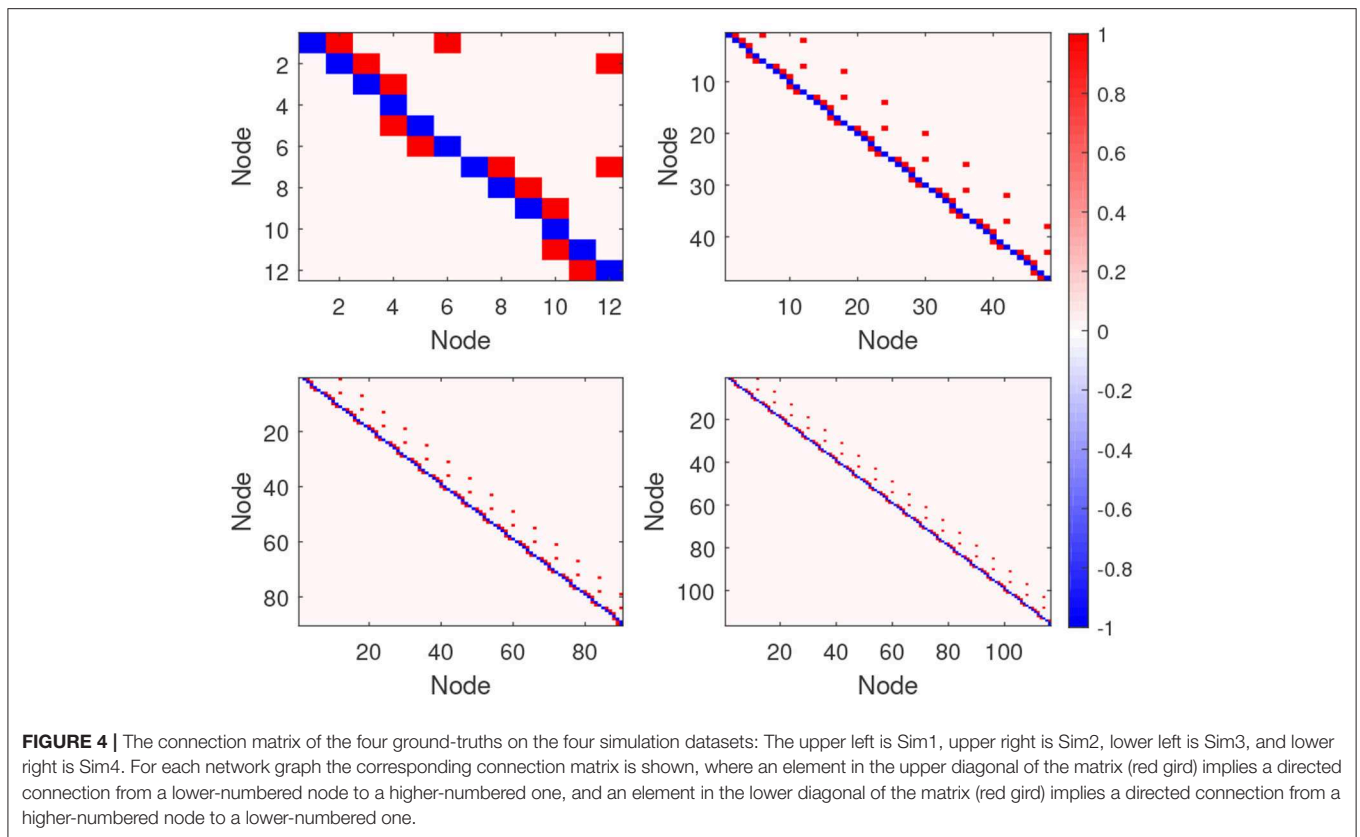 2
4
6
8
10
12
Node
2 4 6 8 10 12
Node
10
20
30
40
Node
10 20 30 40
Node
1
0.8
0.6
0.4
0.2
0
-0.2
-0.4
-0.6
-0.8
-1
20
40
60
80
Node
20 40 60 80
Node
20
40
60
80
100
Node
20 40 60 80 100
Node
FIGURE 4 | The connection matrix of the four ground-truths on the four simulation datasets: The upper left is Sim1, upper right is Sim2, lower left is Sim3, and lower
right is Sim4. For each network graph the corresponding connection matrix is shown, where an element in the upper diagonal of the matrix (red gird) implies a directed
connection from a lower-numbered node to a higher-numbered one, and an element in the lower diagonal of the matrix (red gird) implies a directed connection from a
higher-numbered node to a lower-numbered one.